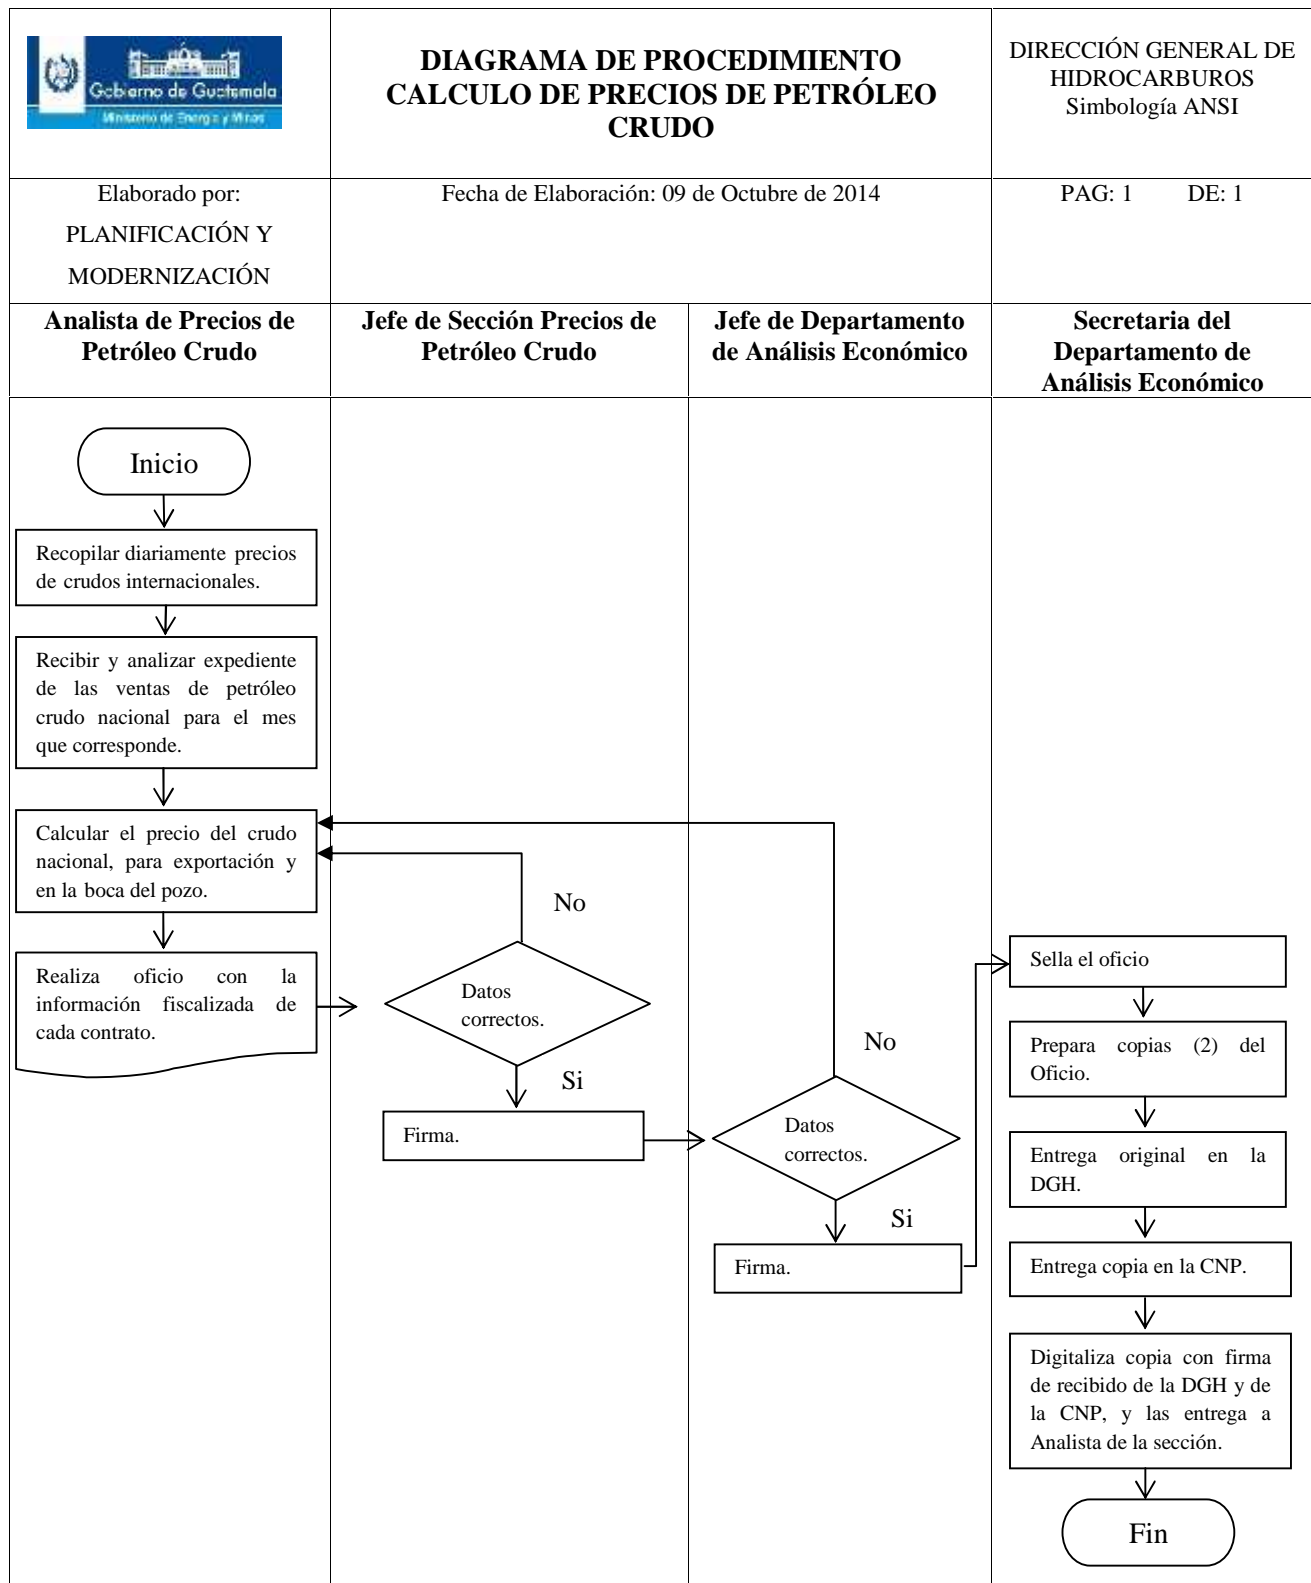 Gobierno de Guatemala
Ministerio de Energía y Minas
DIAGRAMA DE PROCEDIMIENTO
CALCULO DE PRECIOS DE PETRÓLEO
CRUDO
DIRECCIÓN GENERAL DE
HIDROCARBUROS
Simbología ANSI
Elaborado por:
PLANIFICACIÓN Y
MODERNIZACIÓN
Fecha de Elaboración: 09 de Octubre de 2014
PAG: 1 DE: 1
Analista de Precios de
Petróleo Crudo
Jefe de Sección Precios de
Petróleo Crudo
Jefe de Departamento
de Análisis Económico
Secretaria del
Departamento de
Análisis Económico
Inicio
Recopilar diariamente precios
de crudos internacionales.
Recibir y analizar expediente
de las ventas de petróleo
crudo nacional para el mes
que corresponde.
Calcular el precio del crudo
nacional, para exportación y
en la boca del pozo.
Realiza oficio con la
información fiscalizada de
cada contrato.
No
Datos
correctos.
Si
Firma.
No
Datos
correctos.
Si
Firma.
Sella el oficio
Prepara copias (2) del
Oficio.
Entrega original en la
DGH.
Entrega copia en la CNP.
Digitaliza copia con firma
de recibido de la DGH y de
la CNP, y las entrega a
Analista de la sección.
Fin